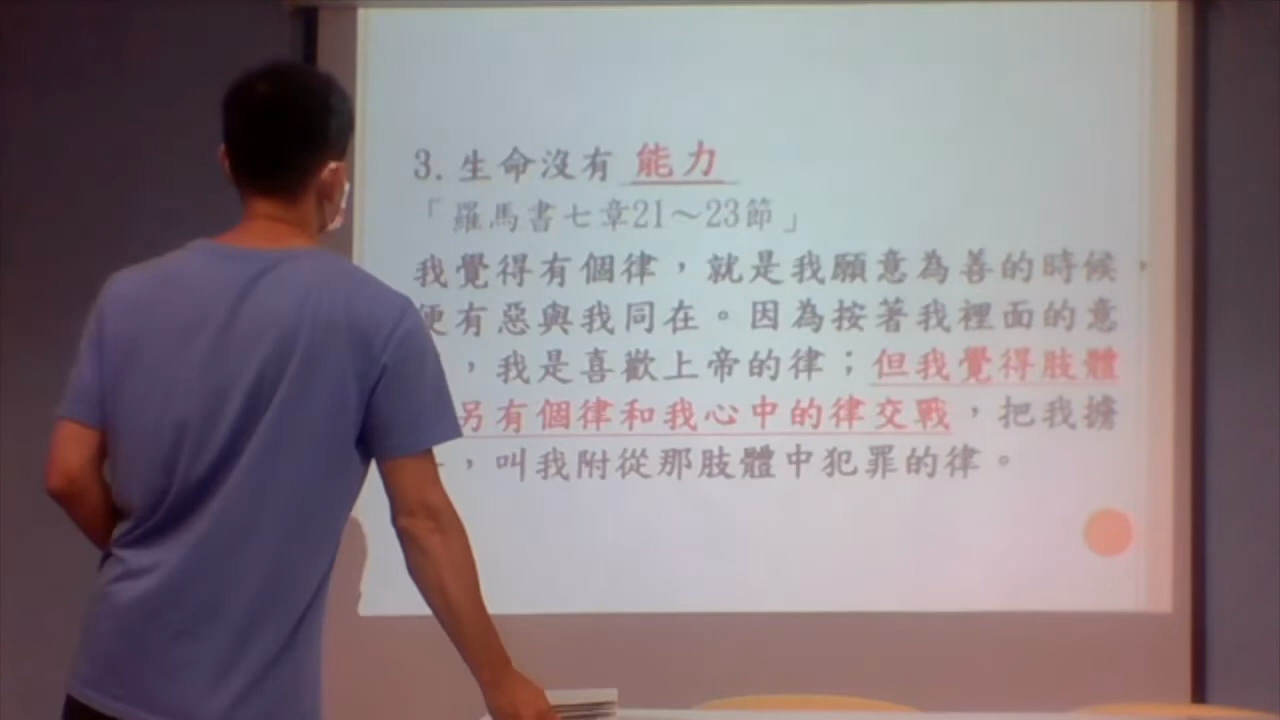 3. 生命沒有 能力
「羅馬書七章21～23節」
我覺得有個律，就是我願意為善的時候，
便有惡與我同在。因為按著我裡面的意
，我是喜歡上帝的律；但我覺得肢體
另有個律和我心中的律交戰，把我擄
，叫我附從那肢體中犯罪的律。